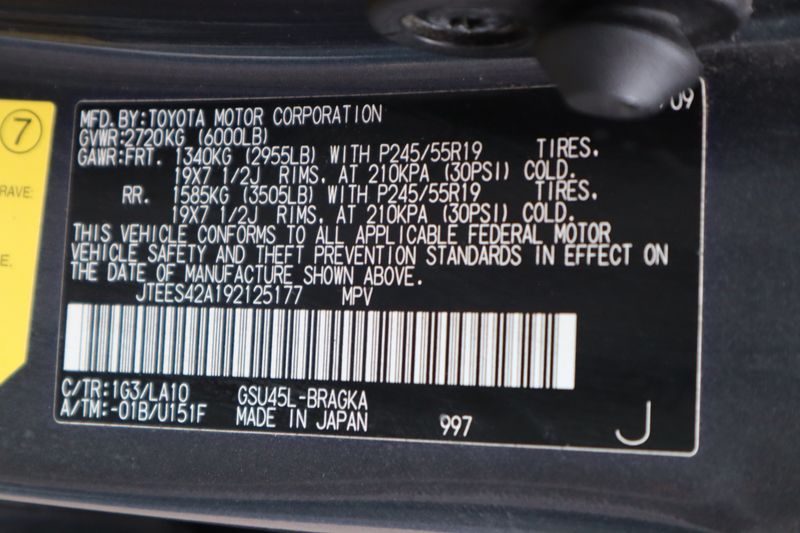 09
MFD.BY:TOYOTA MOTOR CORPORATION
GVWR:2720KG (6000LB)
GAWR:FRT. 1340KG (2955LB) WITH P245/55R19 TIRES.
19X7 1/2J RIMS. AT 210KPA (30PSI) COLD.
RR. 1585KG (3505LB) WITH P245/55R19 TIRES.
19X7 1/2J RIMS. AT 210KPA (30PSI) COLD.
THIS VEHICLE CONFORMS TO ALL APPLICABLE FEDERAL MOTOR
VEHICLE SAFETY AND THEFT PREVENTION STANDARDS IN EFFECT ON
THE DATE OF MANUFACTURE SHOWN ABOVE.
JTEES42A192125177 MPV
C/TR:1G3/LA10 GSU45L-BRAGKA
A/TM:-01B/U151F MADE IN JAPAN 997 J
7